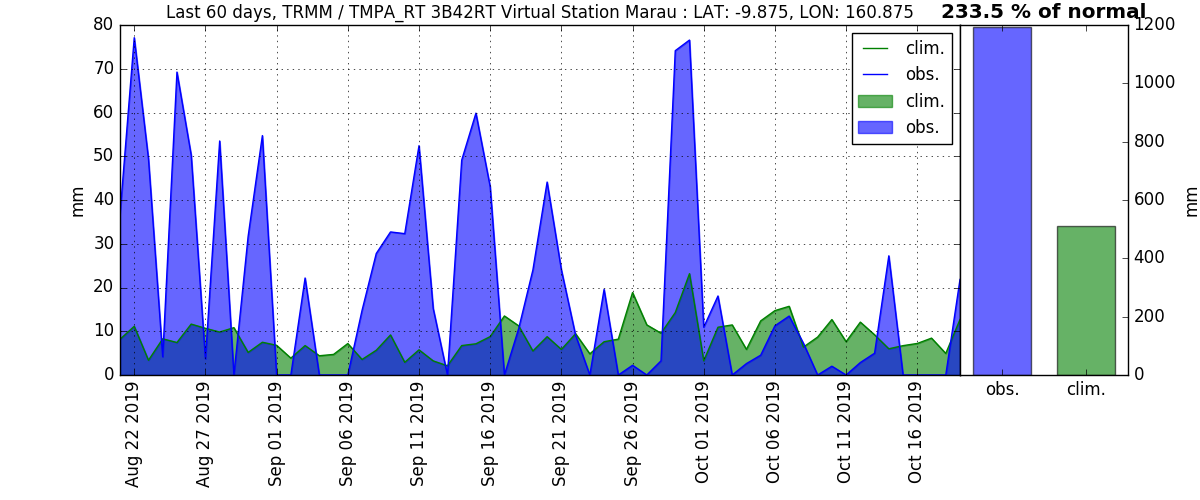 Last 60 days, TRMM / TMPA_RT 3B42RT Virtual Station Marau : LAT: -9.875, LON: 160.875
233.5 % of normal
80
70
60
50
40
30
20
10
0
mm
clim.
obs.
clim.
obs.
1200
1000
800
600
400
200
0
mm
obs.
clim.
Aug 22 2019
Aug 27 2019
Sep 01 2019
Sep 06 2019
Sep 11 2019
Sep 16 2019
Sep 21 2019
Sep 26 2019
Oct 01 2019
Oct 06 2019
Oct 11 2019
Oct 16 2019